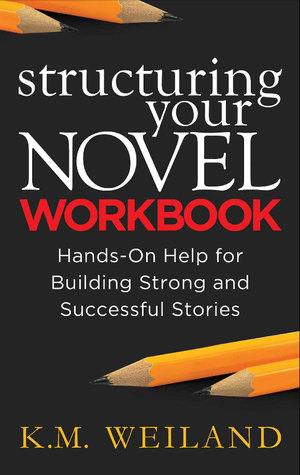 structuring
your
NOVEL
WORKBOOK
Hands-On Help for
Building Strong and
Successful Stories
K.M. WEILAND